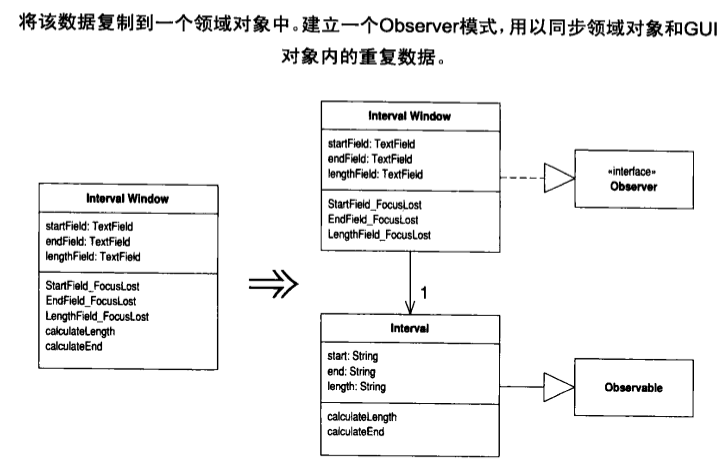 将该数据复制到一个领域对象中。建立一个Observer模式，用以同步领域对象和GUI
对象内的重复数据。
Interval Window
startField: TextField
endField: TextField
lengthField: TextField
StartField_FocusLost
EndField_FocusLost
LengthField_FocusLost
calculateLength
calculateEnd
Interval Window
startField: TextField
endField: TextField
lengthField: TextField
StartField_FocusLost
EndField_FocusLost
LengthField_FocusLost
«interface»
Observer
1
Interval
start: String
end: String
length: String
calculateLength
calculateEnd
Observable